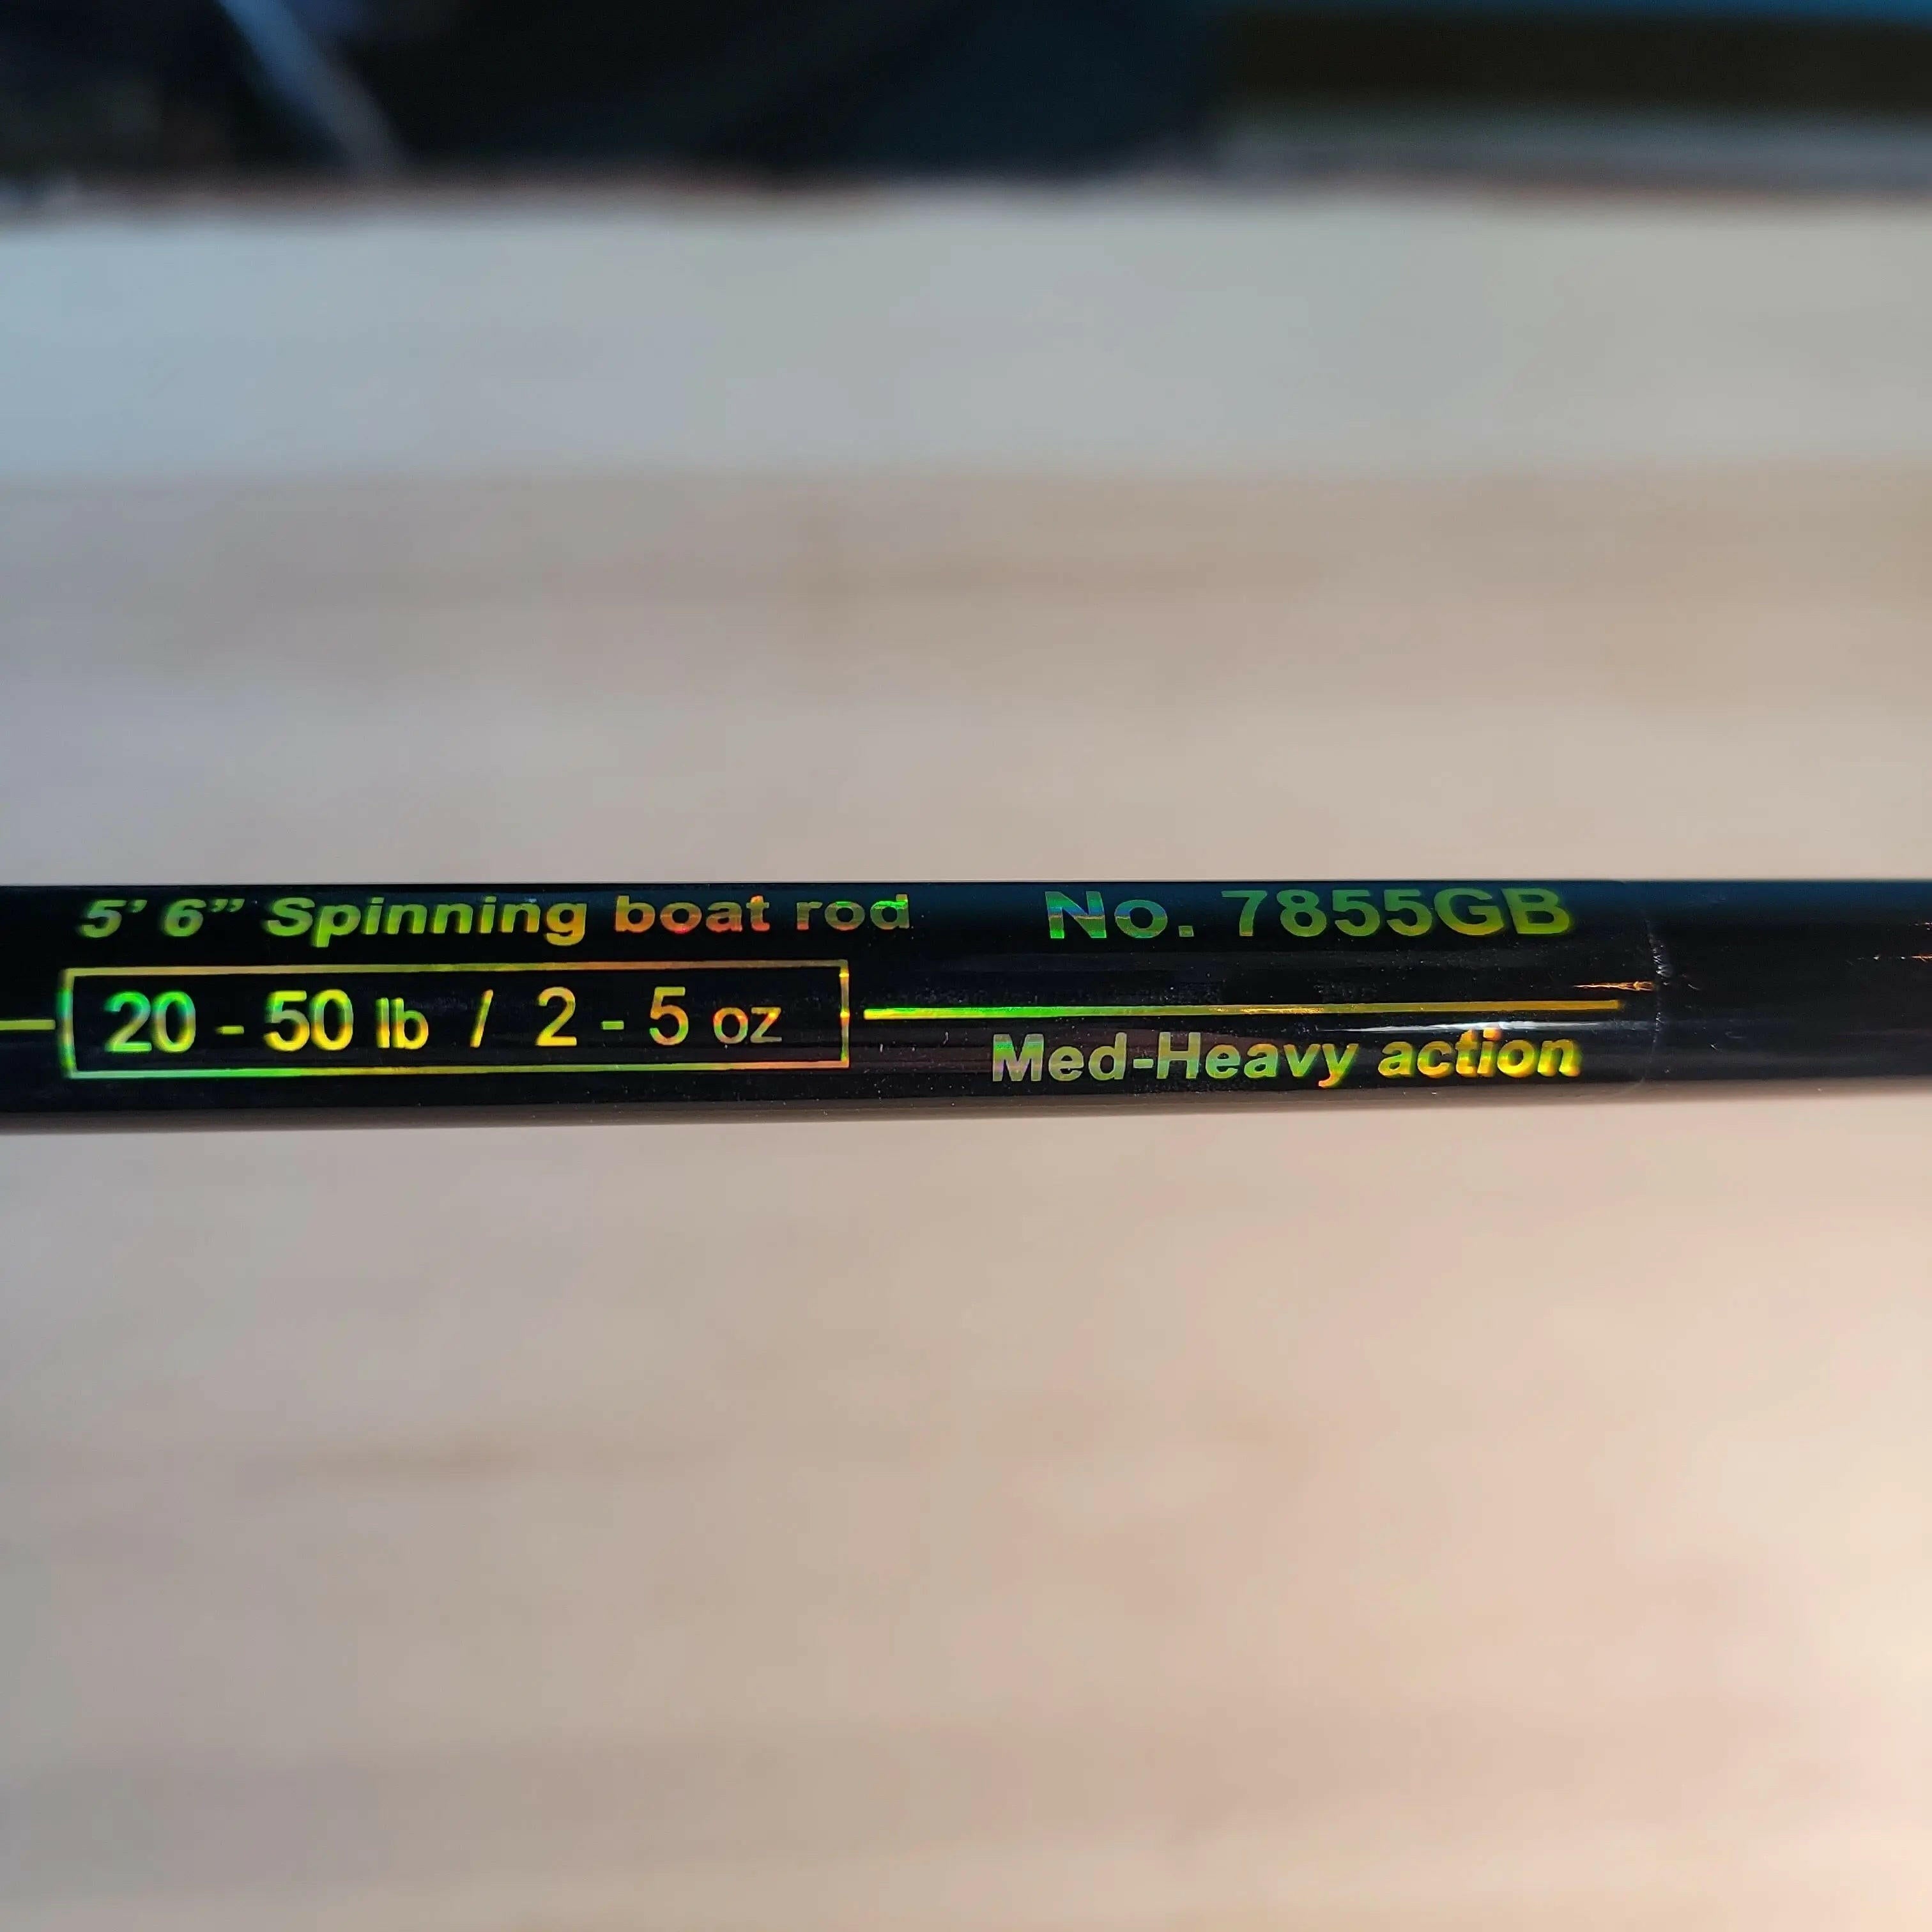 5’ 6” Spinning boat rod No. 7855GB
20 - 50 lb / 2 - 5 oz
Med-Heavy action